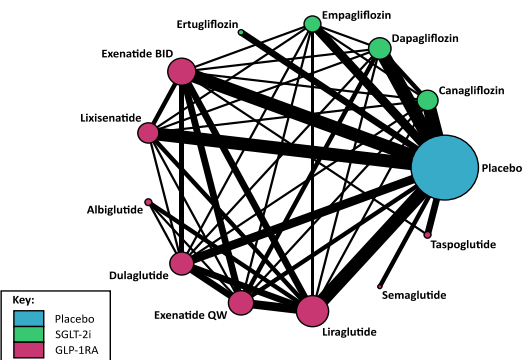 Empagliflozin
Ertugliflozin
Dapagliflozin
Exenatide BID
Canagliflozin
Lixisenatide
Placebo
Albiglutide
Taspoglutide
Dulaglutide
Semaglutide
Exenatide QW
Liraglutide
Key:
Placebo
SGLT-2i
GLP-1RA